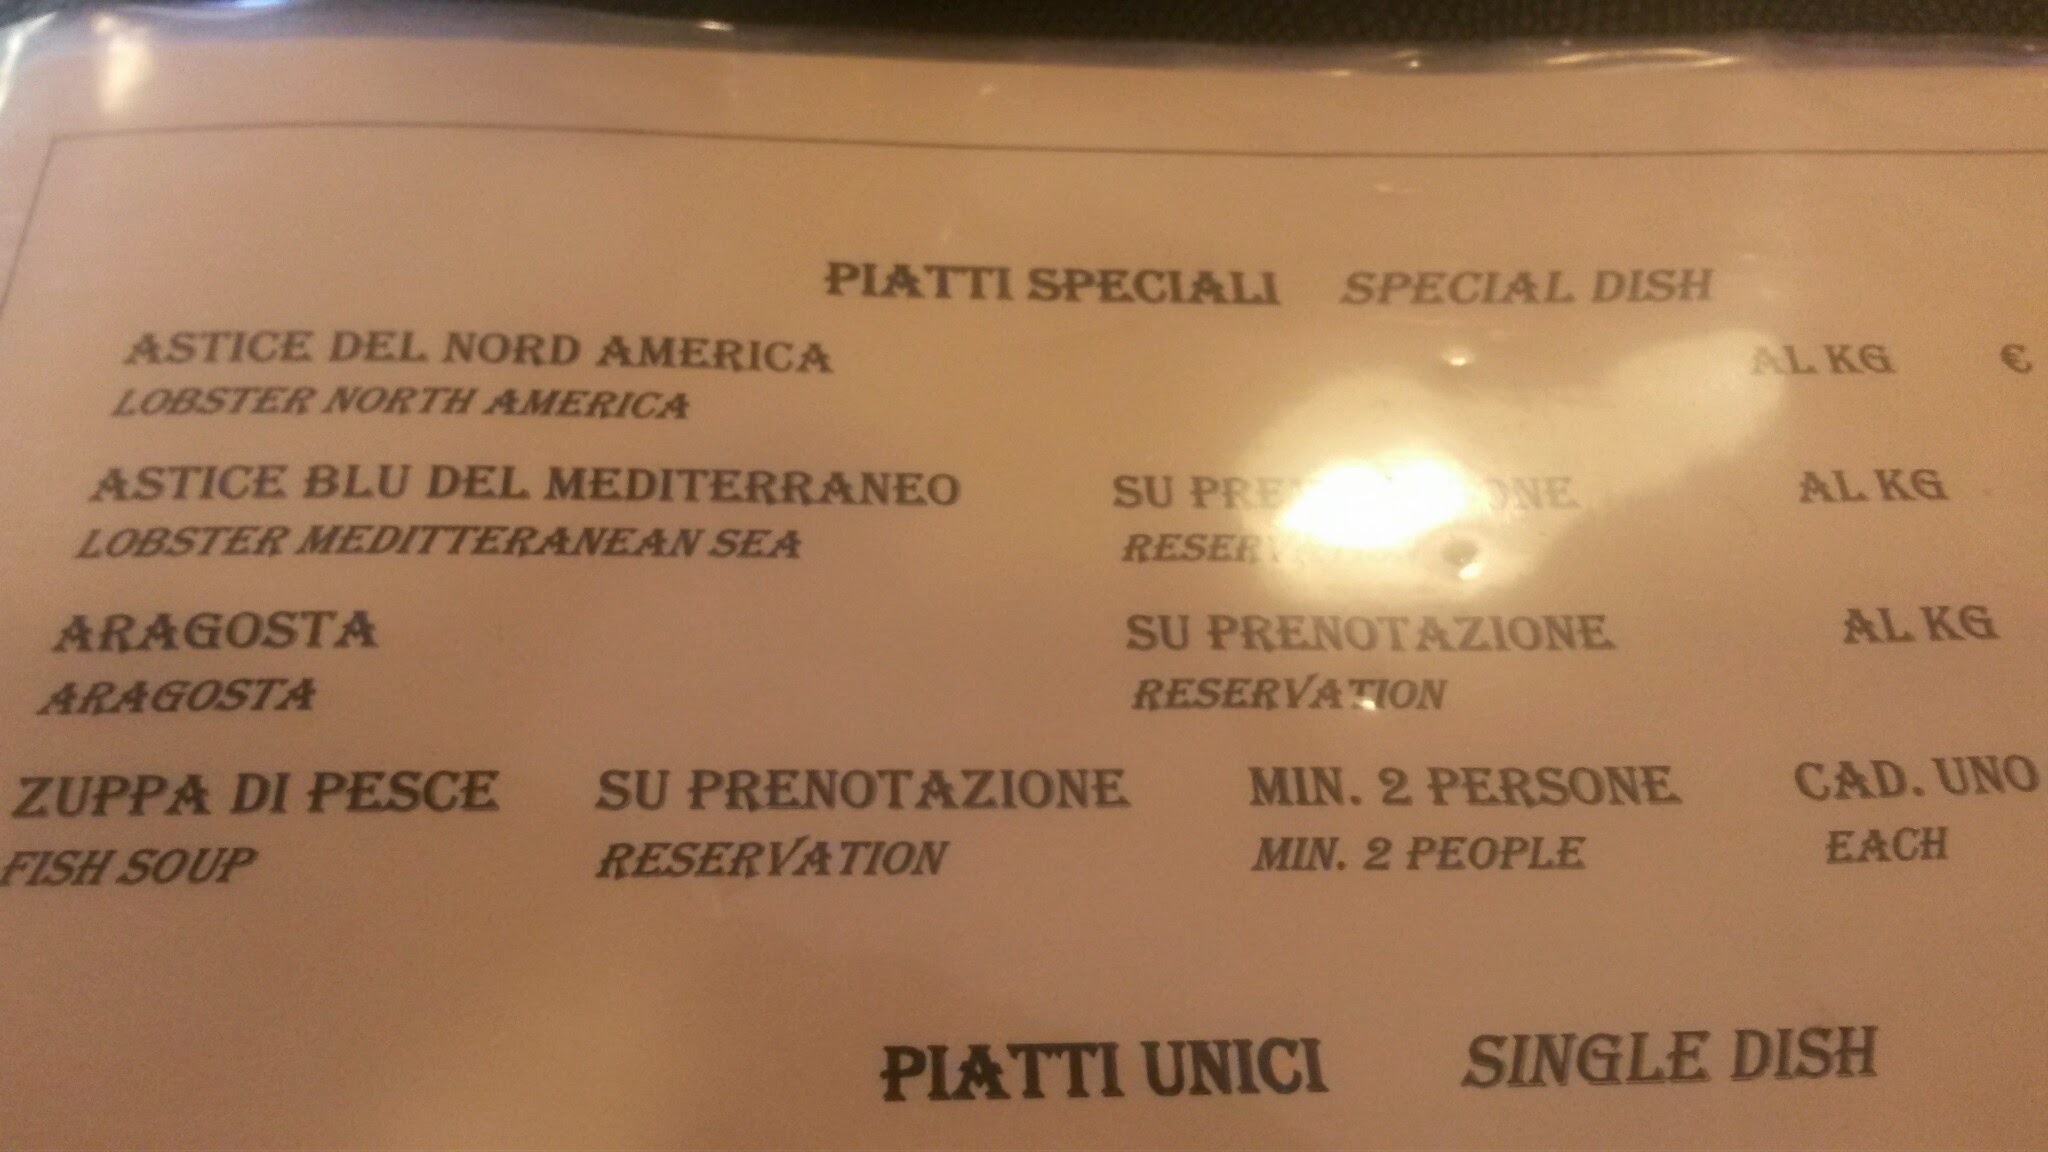 PIATTI SPECIALI SPECIAL DISH
ASTICE DEL NORD AMERICA AL KG €
LOBSTER NORTH AMERICA
ASTICE BLU DEL MEDITERRANEO SU AL KG
LOBSTER MEDITTERANEAN SEA
ARAGOSTA SU PRENOTAZIONE AL KG
ARAGOSTA RESERVATION
ZUPPA DI PESCE SU PRENOTAZIONE MIN. 2 PERSONE CAD. UNO
FISH SOUP RESERVATION MIN. 2 PEOPLE EACH
PIATTI UNICI SINGLE DISH